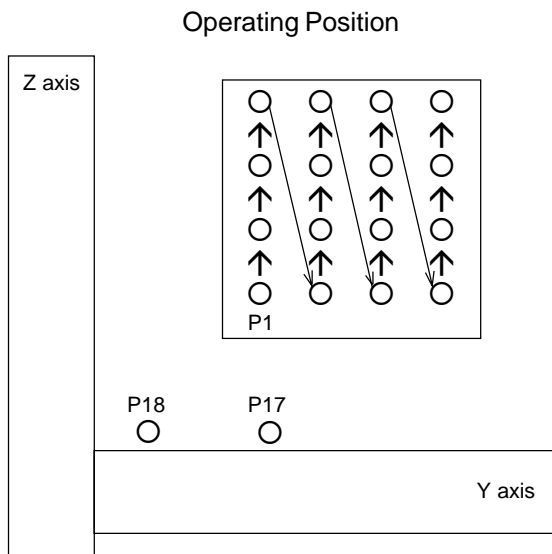 Operating Position
Z axis
P1
P18
P17
Y axis